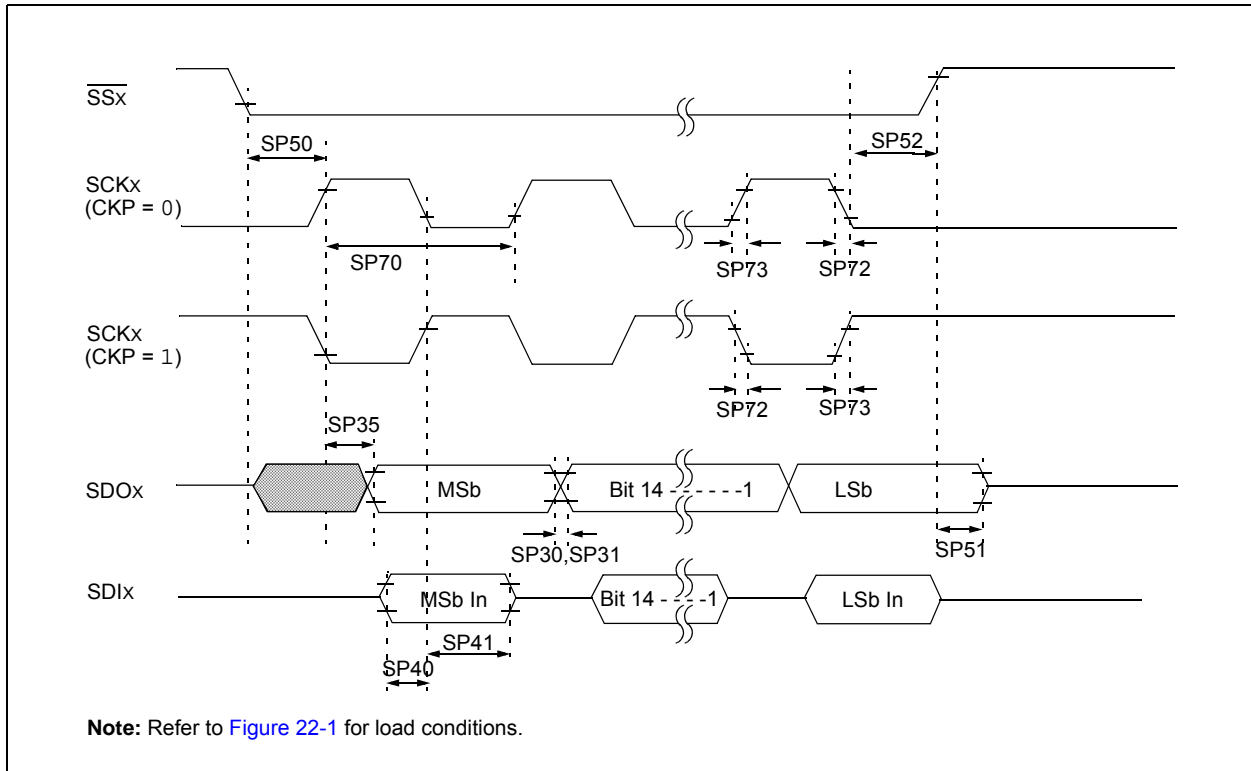 SSx
SP50
SP52
SCKx
(CKP = 0)
SP70
SP73
SP72
SCKx
(CKP = 1)
SP72
SP73
SP35
SDOx
MSb
Bit 14 - - - - - -1
LSb
SP30,SP31
SP51
SDIx
MSb In
Bit 14 - - - -1
LSb In
SP41
SP40
Note: Refer to Figure 22-1 for load conditions.